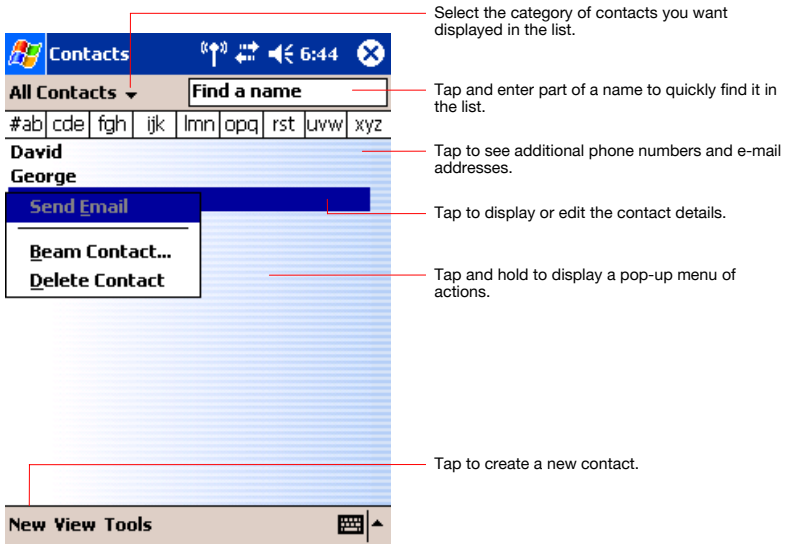 Contacts 6:44
All Contacts Find a name
#ab cde fgh ijk lmn opq rst uvw xyz
David
George
Send Email
Beam Contact...
Delete Contact
New View Tools
Select the category of contacts you want
displayed in the list.
Tap and enter part of a name to quickly find it in
the list.
Tap to see additional phone numbers and e-mail
addresses.
Tap to display or edit the contact details.
Tap and hold to display a pop-up menu of
actions.
Tap to create a new contact.